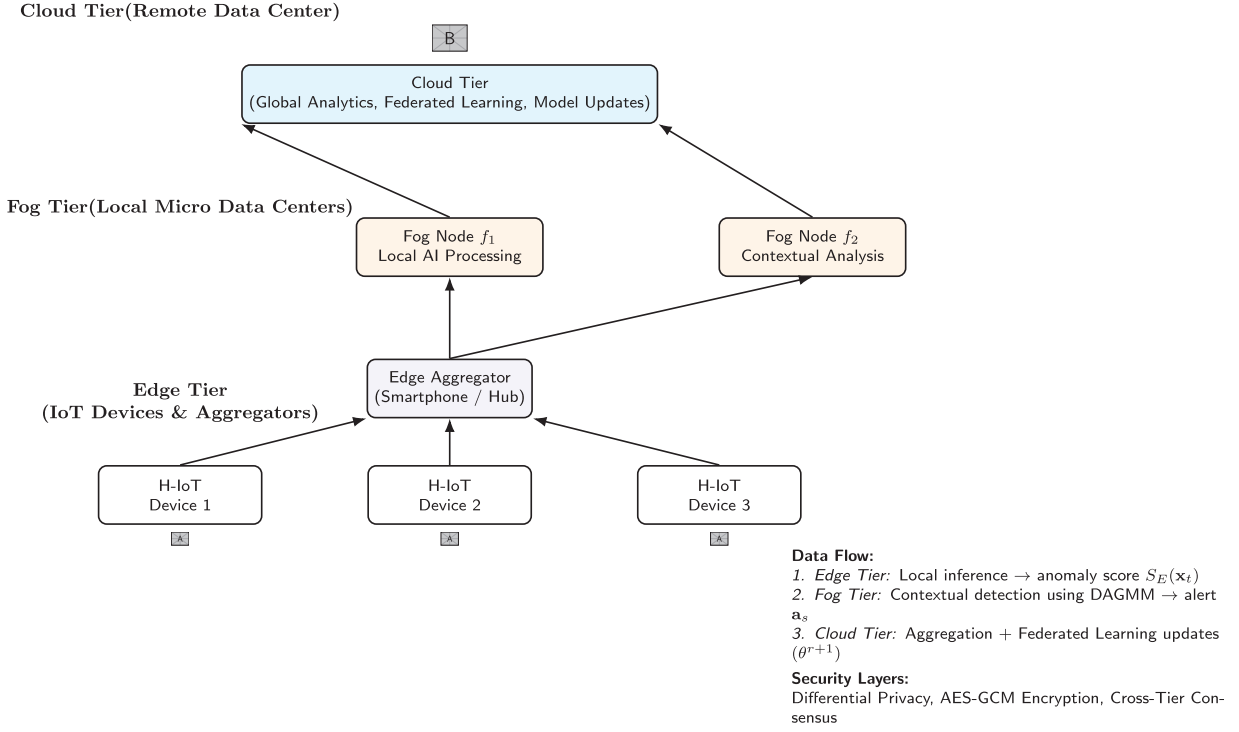 Cloud Tier(Remote Data Center)
B
Cloud Tier
(Global Analytics, Federated Learning, Model Updates)
Fog Tier(Local Micro Data Centers)
Fog Node f₁
Local AI Processing
Fog Node f₂
Contextual Analysis
Edge Tier
(IoT Devices & Aggregators)
Edge Aggregator
(Smartphone / Hub)
H-IoT
Device 1
H-IoT
Device 2
H-IoT
Device 3
A
A
A
Data Flow:
1. Edge Tier: Local inference → anomaly score S_E(x_t)
2. Fog Tier: Contextual detection using DAGMM → alert
a_s
3. Cloud Tier: Aggregation + Federated Learning updates
(θ^{r+1})
Security Layers:
Differential Privacy, AES-GCM Encryption, Cross-Tier Con-
sensus